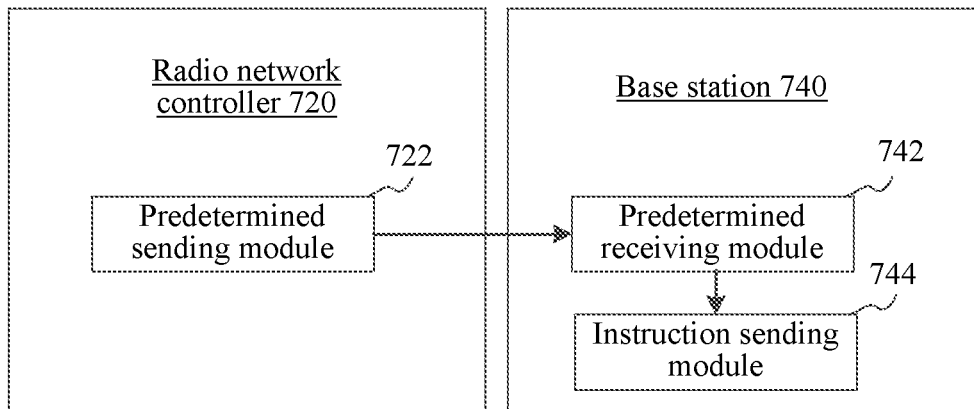 Radio network
controller 720
722
Predetermined
sending module
Base station 740
742
Predetermined
receiving module
744
Instruction sending
module